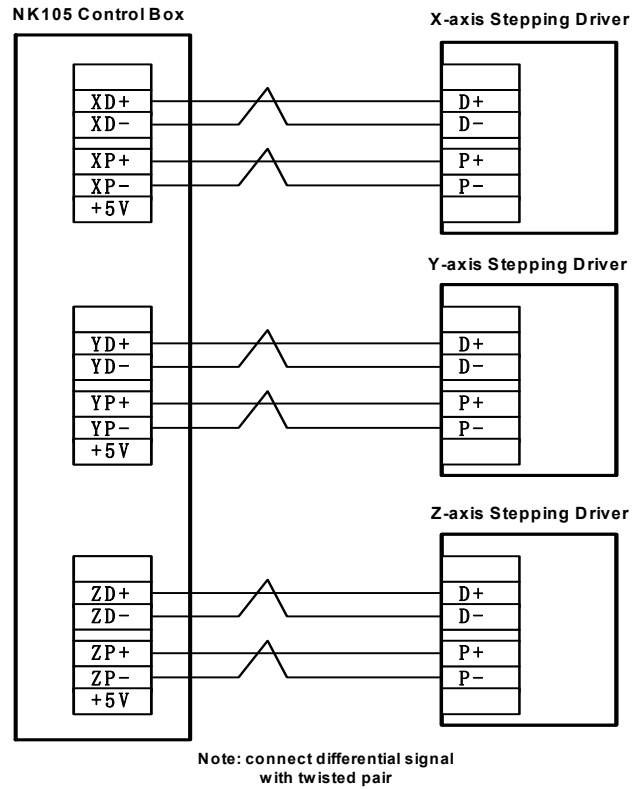 NK105 Control Box
X-axis Stepping Driver
XD+
D+
XD-
D-
XP+
P+
XP-
P-
+5V
Y-axis Stepping Driver
YD+
D+
YD-
D-
YP+
P+
YP-
P-
+5V
Z-axis Stepping Driver
ZD+
D+
ZD-
D-
ZP+
P+
ZP-
P-
+5V
Note: connect differential signal
with twisted pair